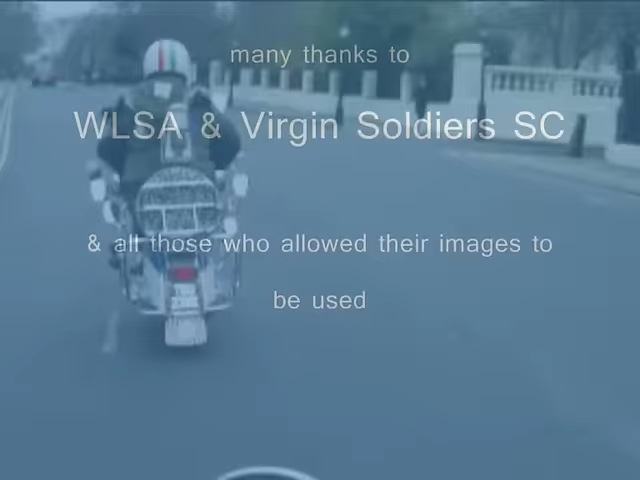 many thanks to
WLSA & Virgin Soldiers SC
& all those who allowed their images to
be used